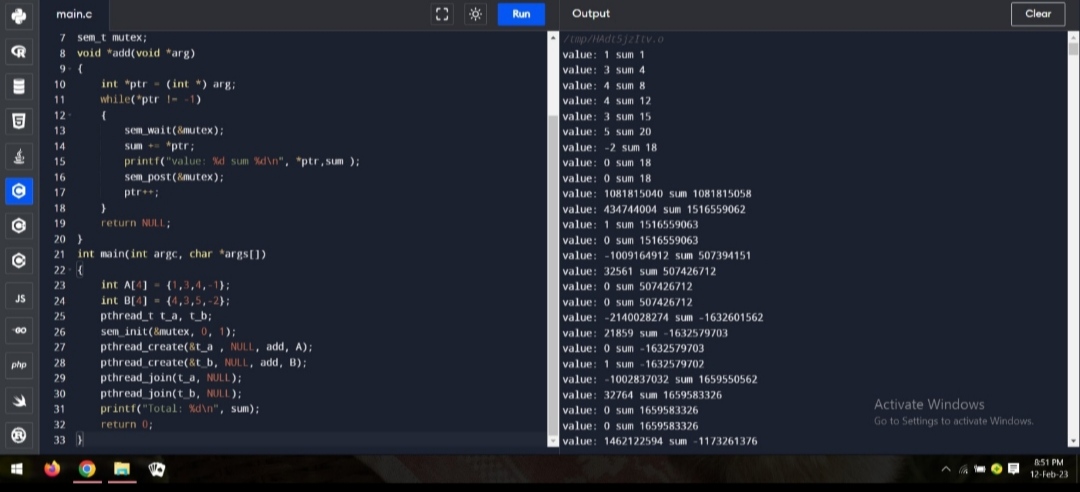 main.c
Run
Output
Clear
7 sem_t mutex;
8 void *add(void *arg)
9 {
10 int *ptr = (int *) arg;
11 while(*ptr != -1)
12 {
13 sem_wait(&mutex);
14 sum += *ptr;
15 printf("value: %d sum %d\n", *ptr,sum );
16 sem_post(&mutex);
17 ptr++;
18 }
19 return NULL;
20 }
21 int main(int argc, char *args[])
22 {
23 int A[4] = {1,3,4,-1};
24 int B[4] = {4,3,5,-2};
25 pthread_t t_a, t_b;
26 sem_init(&mutex, 0, 1);
27 pthread_create(&t_a , NULL, add, A);
28 pthread_create(&t_b, NULL, add, B);
29 pthread_join(t_a, NULL);
30 pthread_join(t_b, NULL);
31 printf("Total: %d\n", sum);
32 return 0;
33 }
/tmp/HAdtSjzItv.o
value: 1 sum 1
value: 3 sum 4
value: 4 sum 8
value: 4 sum 12
value: 3 sum 15
value: 5 sum 20
value: -2 sum 18
value: 0 sum 18
value: 0 sum 18
value: 1081815040 sum 1081815058
value: 434744004 sum 1516559062
value: 1 sum 1516559063
value: 0 sum 1516559063
value: -1009164912 sum 507394151
value: 32561 sum 507426712
value: 0 sum 507426712
value: 0 sum 507426712
value: -2140028274 sum -1632601562
value: 21859 sum -1632579703
value: 0 sum -1632579703
value: 1 sum -1632579702
value: -1002837032 sum 1659550562
value: 32764 sum 1659583326
value: 0 sum 1659583326
value: 0 sum 1659583326
value: 1462122594 sum -1173261376
JS
GO
php
Activate Windows
Go to Settings to activate Windows.
8:51 PM
12-Feb-23